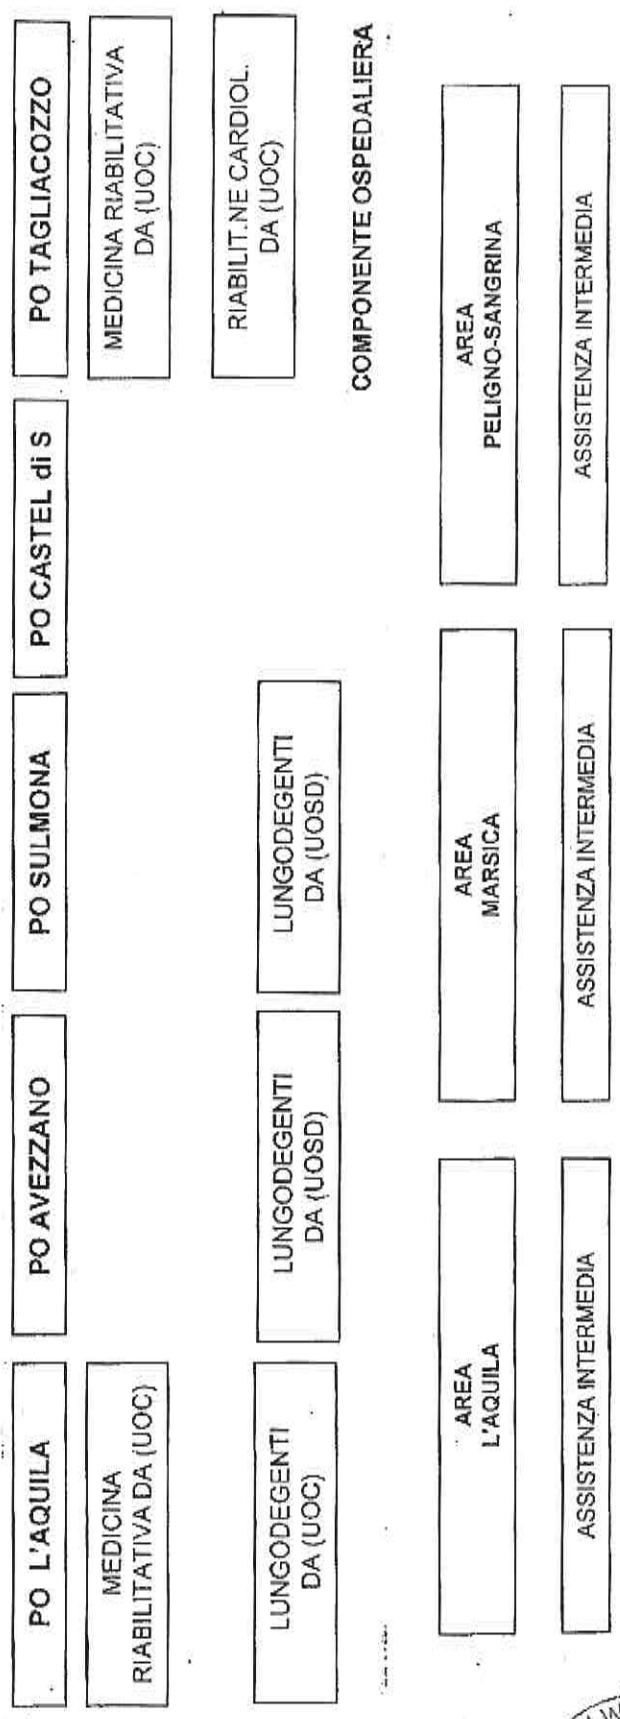 PO L'AQUILA
PO AVEZZANO
PO SULMONA
PO CASTEL di S
PO TAGLIACOZZO
MEDICINA
RIABILITATIVA DA (UOC)
MEDICINA RIABILITATIVA
DA (UOC)
LUNGODEGENTI
DA (UOC)
LUNGODEGENTI
DA (UOSD)
LUNGODEGENTI
DA (UOSD)
RIABILIT.NE CARDIOL.
DA (UOC)
COMPONENTE OSPEDALIERA
AREA
L'AQUILA
AREA
MARSICA
AREA
PELIGNO-SANGRINA
ASSISTENZA INTERMEDIA
ASSISTENZA INTERMEDIA
ASSISTENZA INTERMEDIA